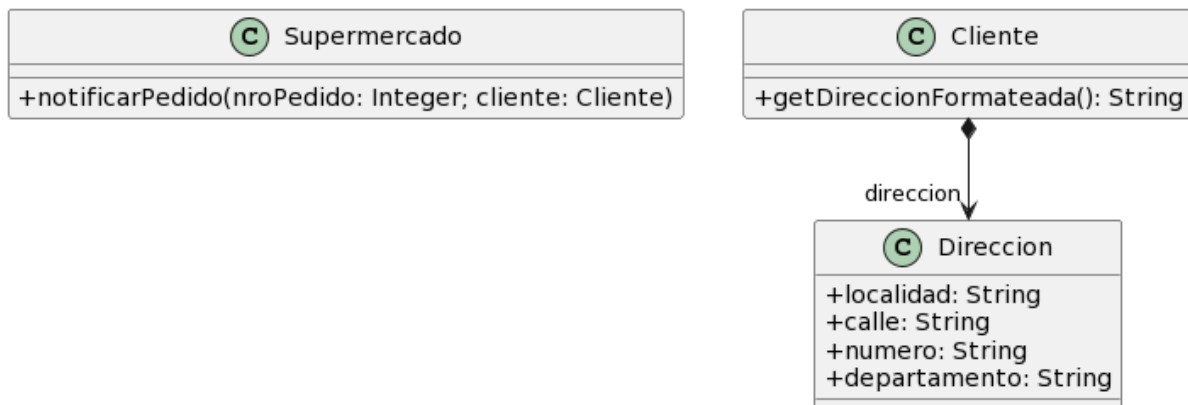 C Supermercado
+notificarPedido(nroPedido: Integer; cliente: Cliente)
C Cliente
+getDireccionFormateada(): String
direccion
C Direccion
+localidad: String
+calle: String
+numero: String
+departamento: String